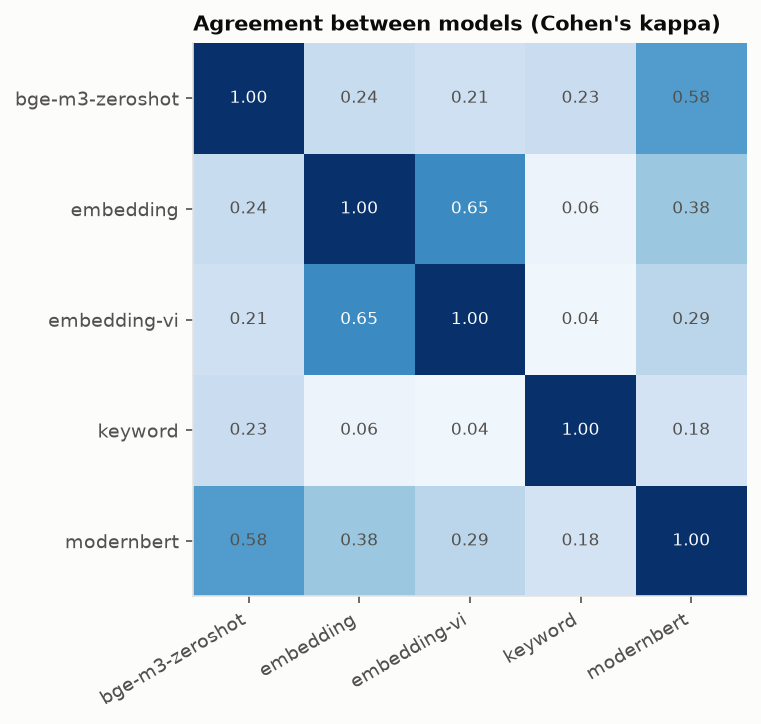 Agreement between models (Cohen's kappa)
bge-m3-zeroshot 1.00 0.24 0.21 0.23 0.58
embedding 0.24 1.00 0.65 0.06 0.38
embedding-vi 0.21 0.65 1.00 0.04 0.29
keyword 0.23 0.06 0.04 1.00 0.18
modernbert 0.58 0.38 0.29 0.18 1.00
bge-m3-zeroshot embedding embedding-vi keyword modernbert